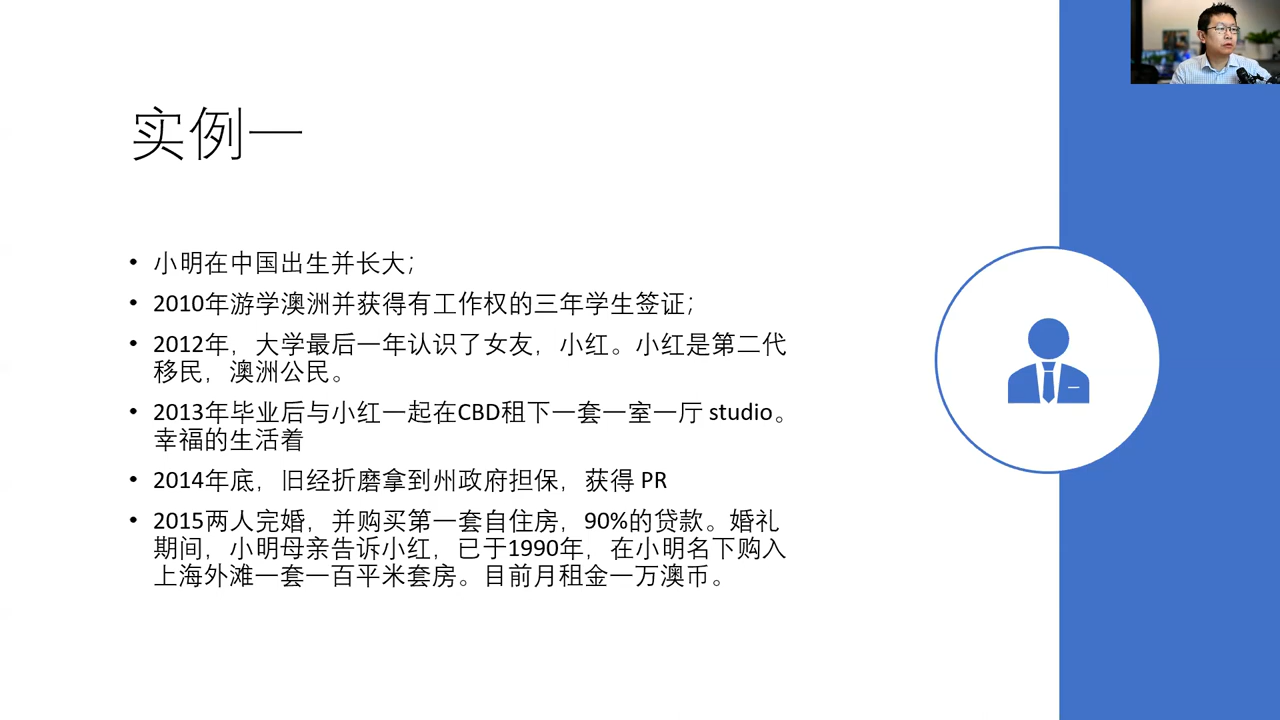 实例一
• 小明在中国出生并长大；
• 2010年游学澳洲并获得有工作权的三年学生签证；
• 2012年，大学最后一年认识了女友，小红。小红是第二代
移民，澳洲公民。
• 2013年毕业后与小红一起在CBD租下一套一室一厅 studio。
幸福的生活着
• 2014年底，旧经折磨拿到州政府担保，获得 PR
• 2015两人完婚，并购买第一套自住房，90%的贷款。婚礼
期间，小明母亲告诉小红，已于1990年，在小明名下购入
上海外滩一套一百平米套房。目前月租金一万澳币。